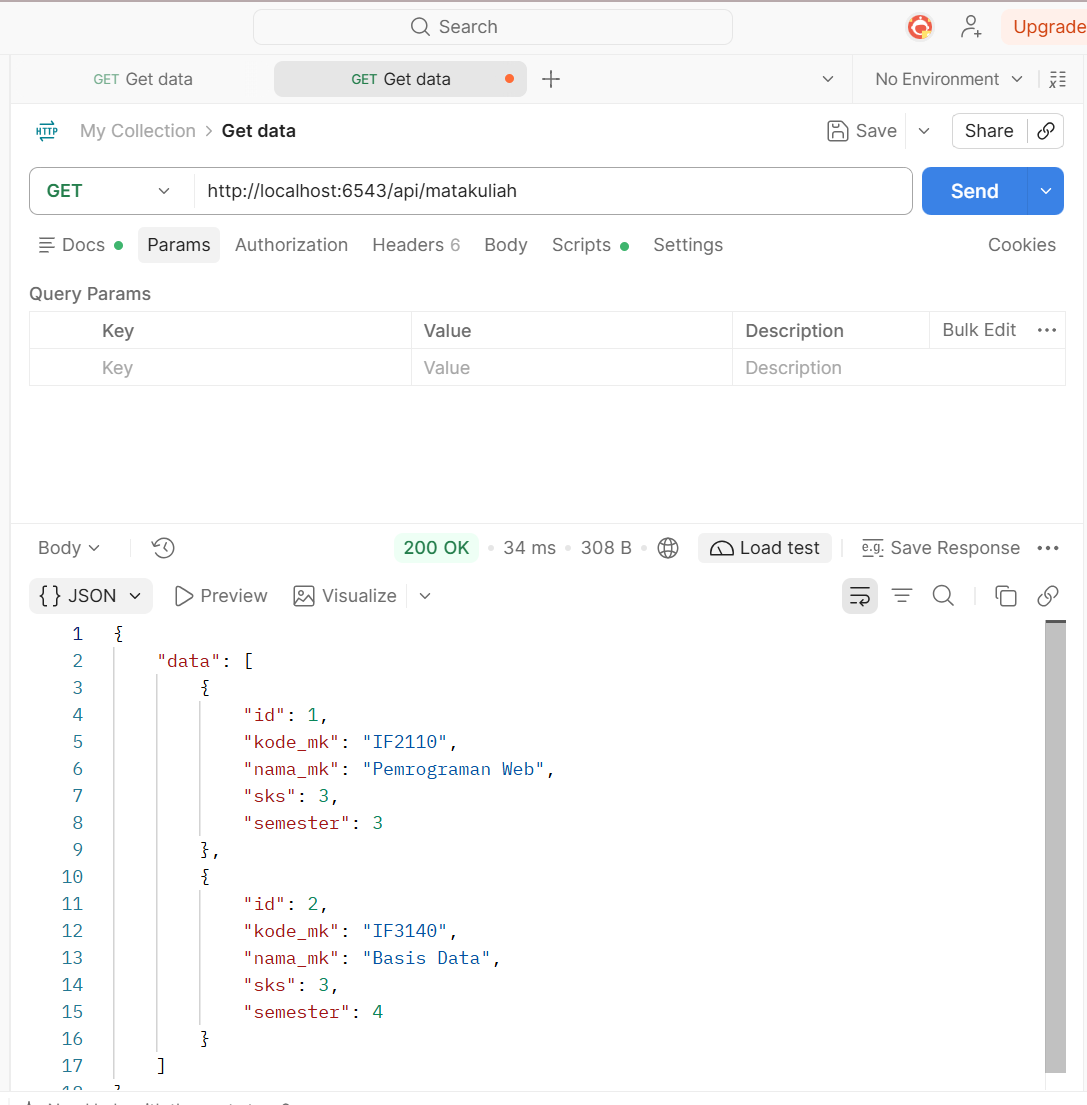 Search
Upgrade
GET Get data
GET Get data
No Environment
HTTP My Collection > Get data
Save
Share
GET http://localhost:6543/api/matakuliah
Send
Docs Params Authorization Headers 6 Body Scripts Settings Cookies
Query Params
Key Value Description Bulk Edit
Key Value Description
Body 200 OK 34 ms 308 B Load test e.g. Save Response
{} JSON Preview Visualize
1 {
2 "data": [
3 {
4 "id": 1,
5 "kode_mk": "IF2110",
6 "nama_mk": "Pemrograman Web",
7 "sks": 3,
8 "semester": 3
9 },
10 {
11 "id": 2,
12 "kode_mk": "IF3140",
13 "nama_mk": "Basis Data",
14 "sks": 3,
15 "semester": 4
16 }
17 ]